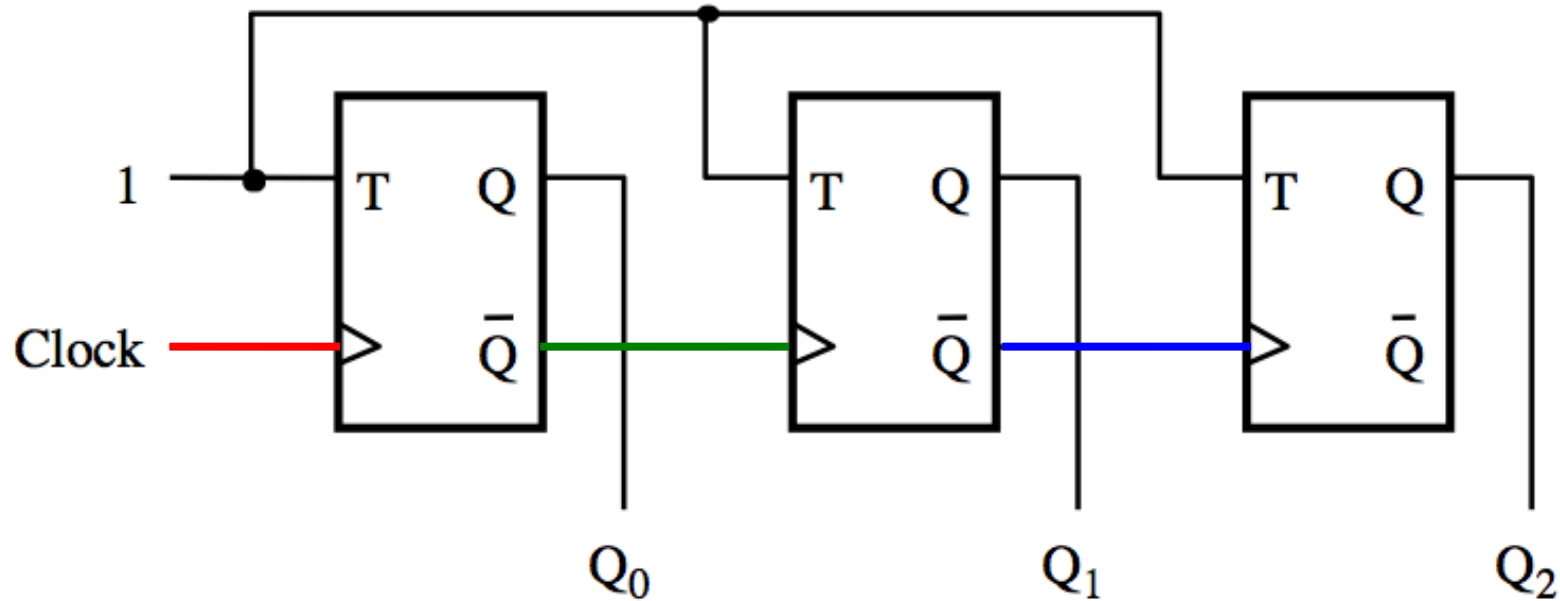 1 T Q T Q T Q
Clock Q̅ Q̅ Q̅
Q₀ Q₁ Q₂